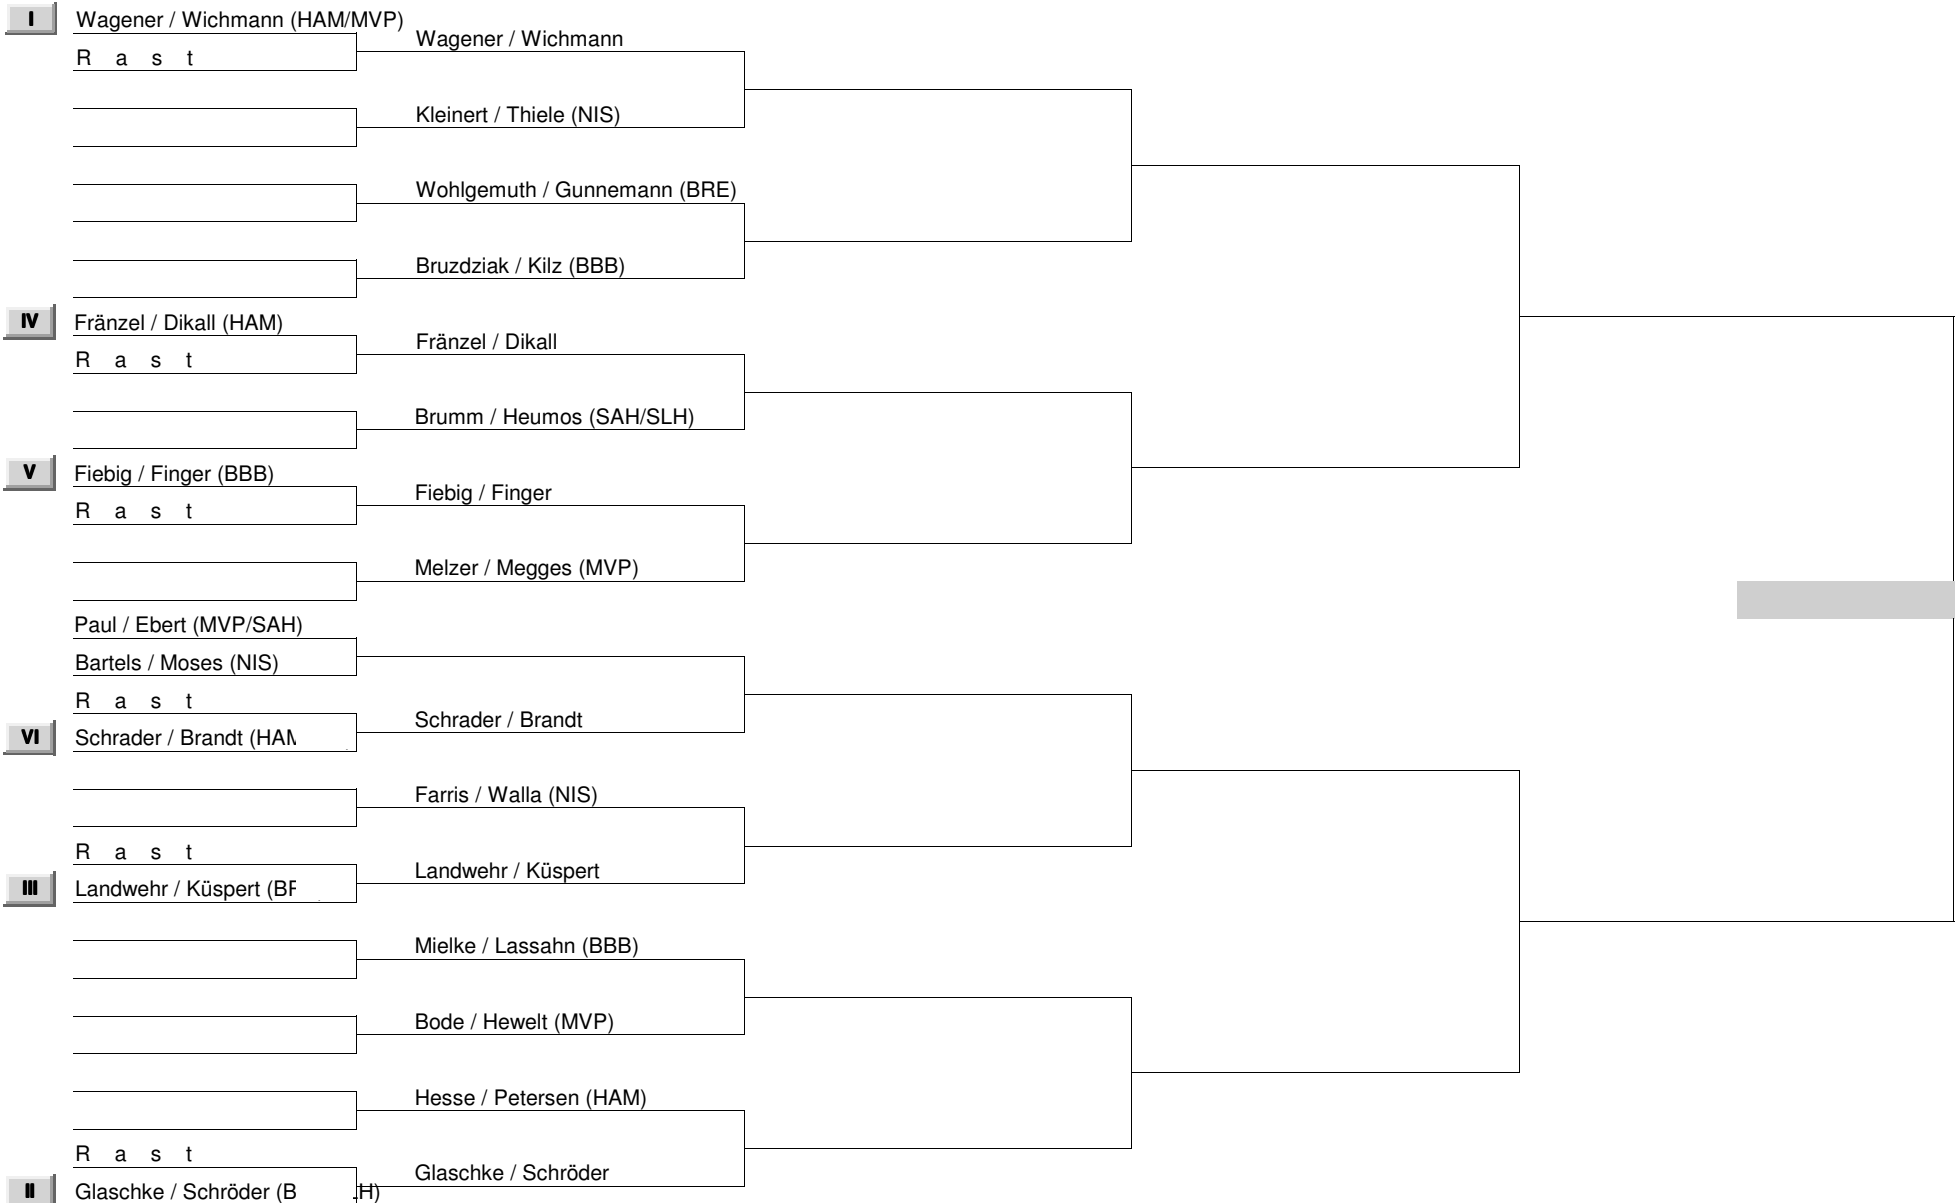 I Wagener / Wichmann (HAM/MVP)
Wagener / Wichmann
R a s t
Kleinert / Thiele (NIS)
Wohlgemuth / Gunnemann (BRE)
Bruzdziak / Kilz (BBB)
IV Fränzel / Dikall (HAM)
Fränzel / Dikall
R a s t
Brumm / Heumos (SAH/SLH)
V Fiebig / Finger (BBB)
Fiebig / Finger
R a s t
Melzer / Megges (MVP)
Paul / Ebert (MVP/SAH)
Bartels / Moses (NIS)
R a s t
Schrader / Brandt
VI Schrader / Brandt
Farris / Walla (NIS)
R a s t
Landwehr / Küspert
III Landwehr / Küspert
Mielke / Lassahn (BBB)
Bode / Hewelt (MVP)
Hesse / Petersen (HAM)
R a s t
Glaschke / Schröder
II Glaschke / Schröder